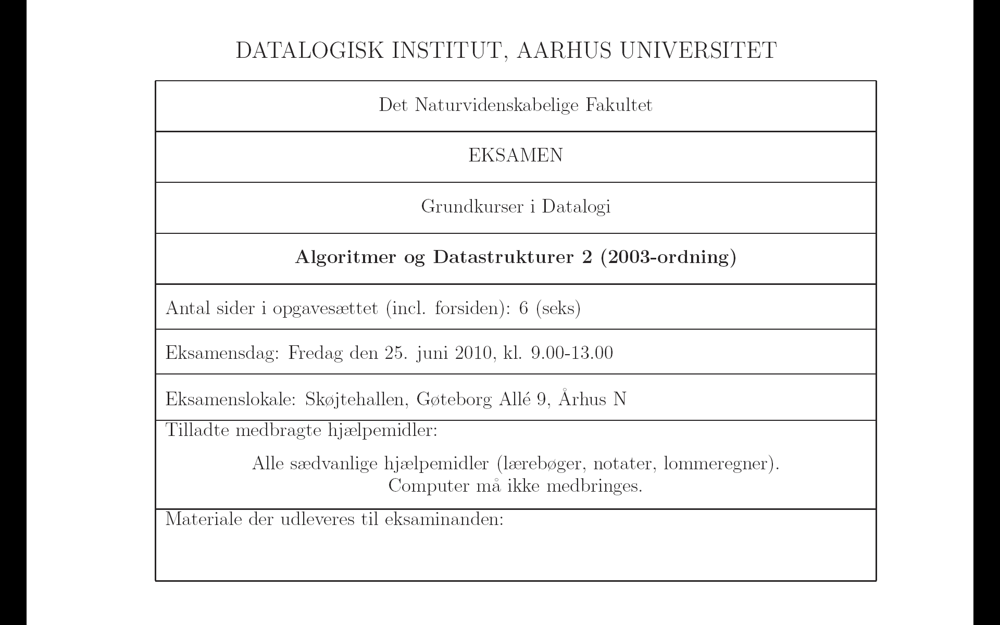 DATALOGISK INSTITUT, AARHUS UNIVERSITET
Det Naturvidenskabelige Fakultet
EKSAMEN
Grundkurser i Datalogi
Algoritmer og Datastrukturer 2 (2003-ordning)
Antal sider i opgavesættet (incl. forsiden): 6 (seks)
Eksamensdag: Fredag den 25. juni 2010, kl. 9.00-13.00
Eksamenslokale: Skøjtehallen, Gøteborg Allé 9, Århus N
Tilladte medbragte hjælpemidler:
Alle sædvanlige hjælpemidler (lærebøger, notater, lommeregner).
Computer må ikke medbringes.
Materiale der udleveres til eksaminanden: